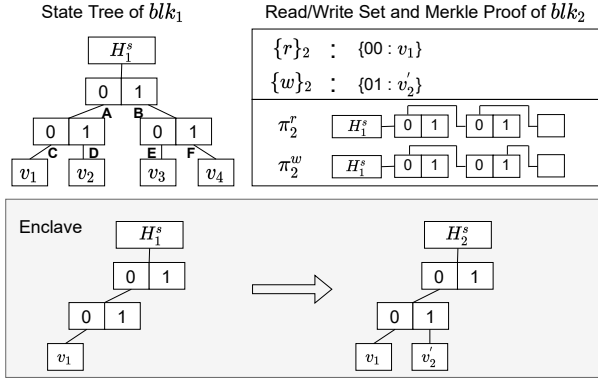 State Tree of blk₁
H₁ˢ
0 1
A B
0 1 0 1
C D E F
v₁ v₂ v₃ v₄
Read/Write Set and Merkle Proof of blk₂
{r}₂ : {00 : v₁}
{w}₂ : {01 : v₂'}
π₂ʳ H₁ˢ 0 1 0 1
π₂ʷ H₁ˢ 0 1 0 1
Enclave
H₁ˢ H₂ˢ
0 1 0 1
0 1 0 1
v₁ v₁ v₂'